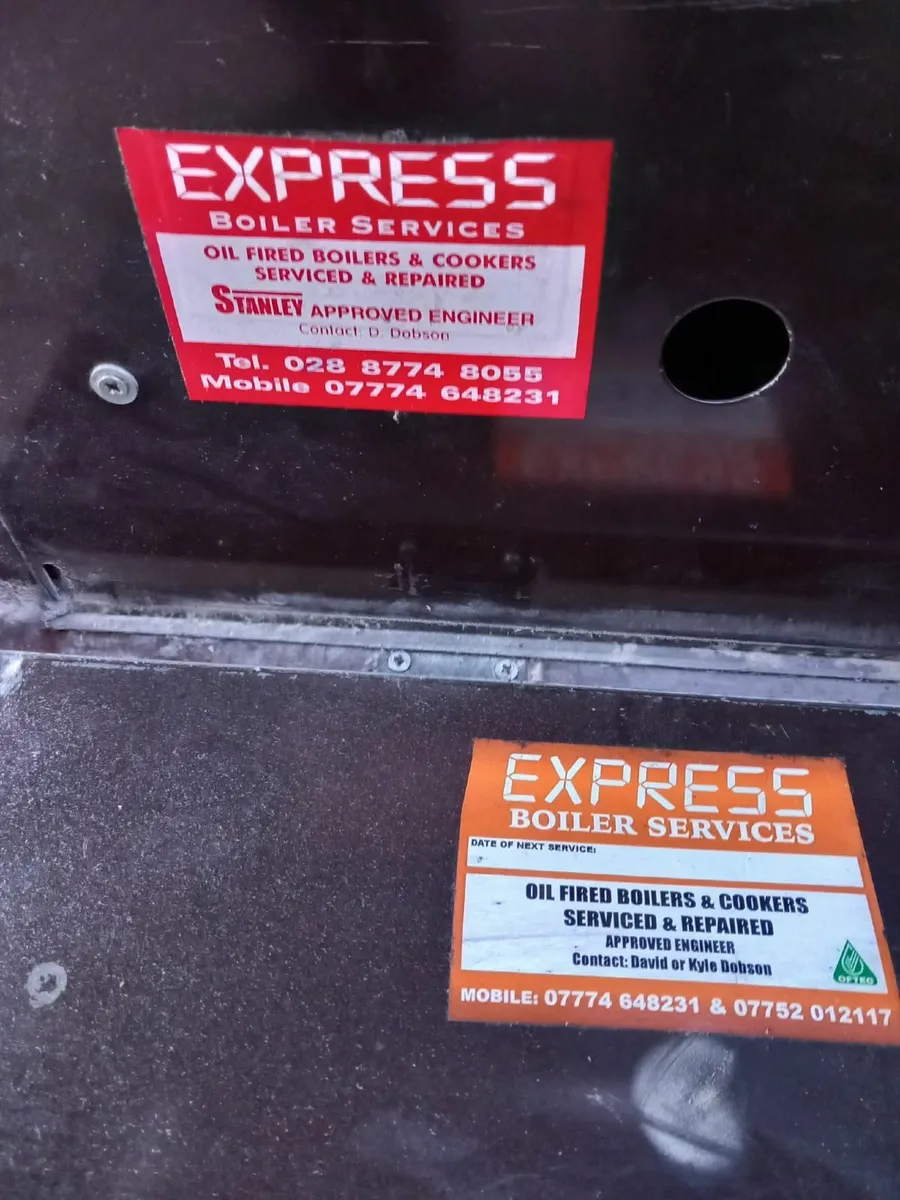 EXPRESS
BOILER SERVICES
OIL FIRED BOILERS & COOKERS
SERVICED & REPAIRED
STANLEY APPROVED ENGINEER
Contact: D. Dobson
Tel. 028 8774 8055
Mobile 07774 648231
EXPRESS
BOILER SERVICES
DATE OF NEXT SERVICE:
OIL FIRED BOILERS & COOKERS
SERVICED & REPAIRED
APPROVED ENGINEER
Contact: David or Kyle Dobson
OFTEC
MOBILE: 07774 648231 & 07752 012117